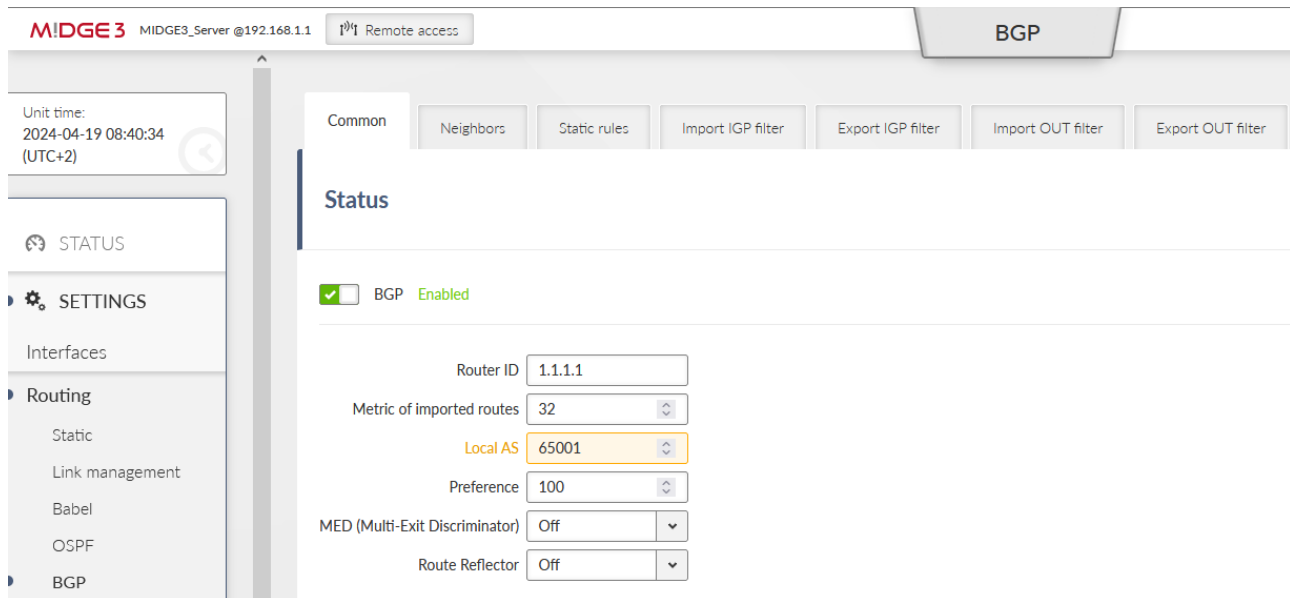 M!DGE 3 MIDGE3_Server @192.168.1.1 Remote access
BGP
Unit time:
2024-04-19 08:40:34
(UTC+2)
STATUS
SETTINGS
Interfaces
Routing
Static
Link management
Babel
OSPF
BGP
Common Neighbors Static rules Import IGP filter Export IGP filter Import OUT filter Export OUT filter
Status
BGP Enabled
Router ID 1.1.1.1
Metric of imported routes 32
Local AS 65001
Preference 100
MED (Multi-Exit Discriminator) Off
Route Reflector Off